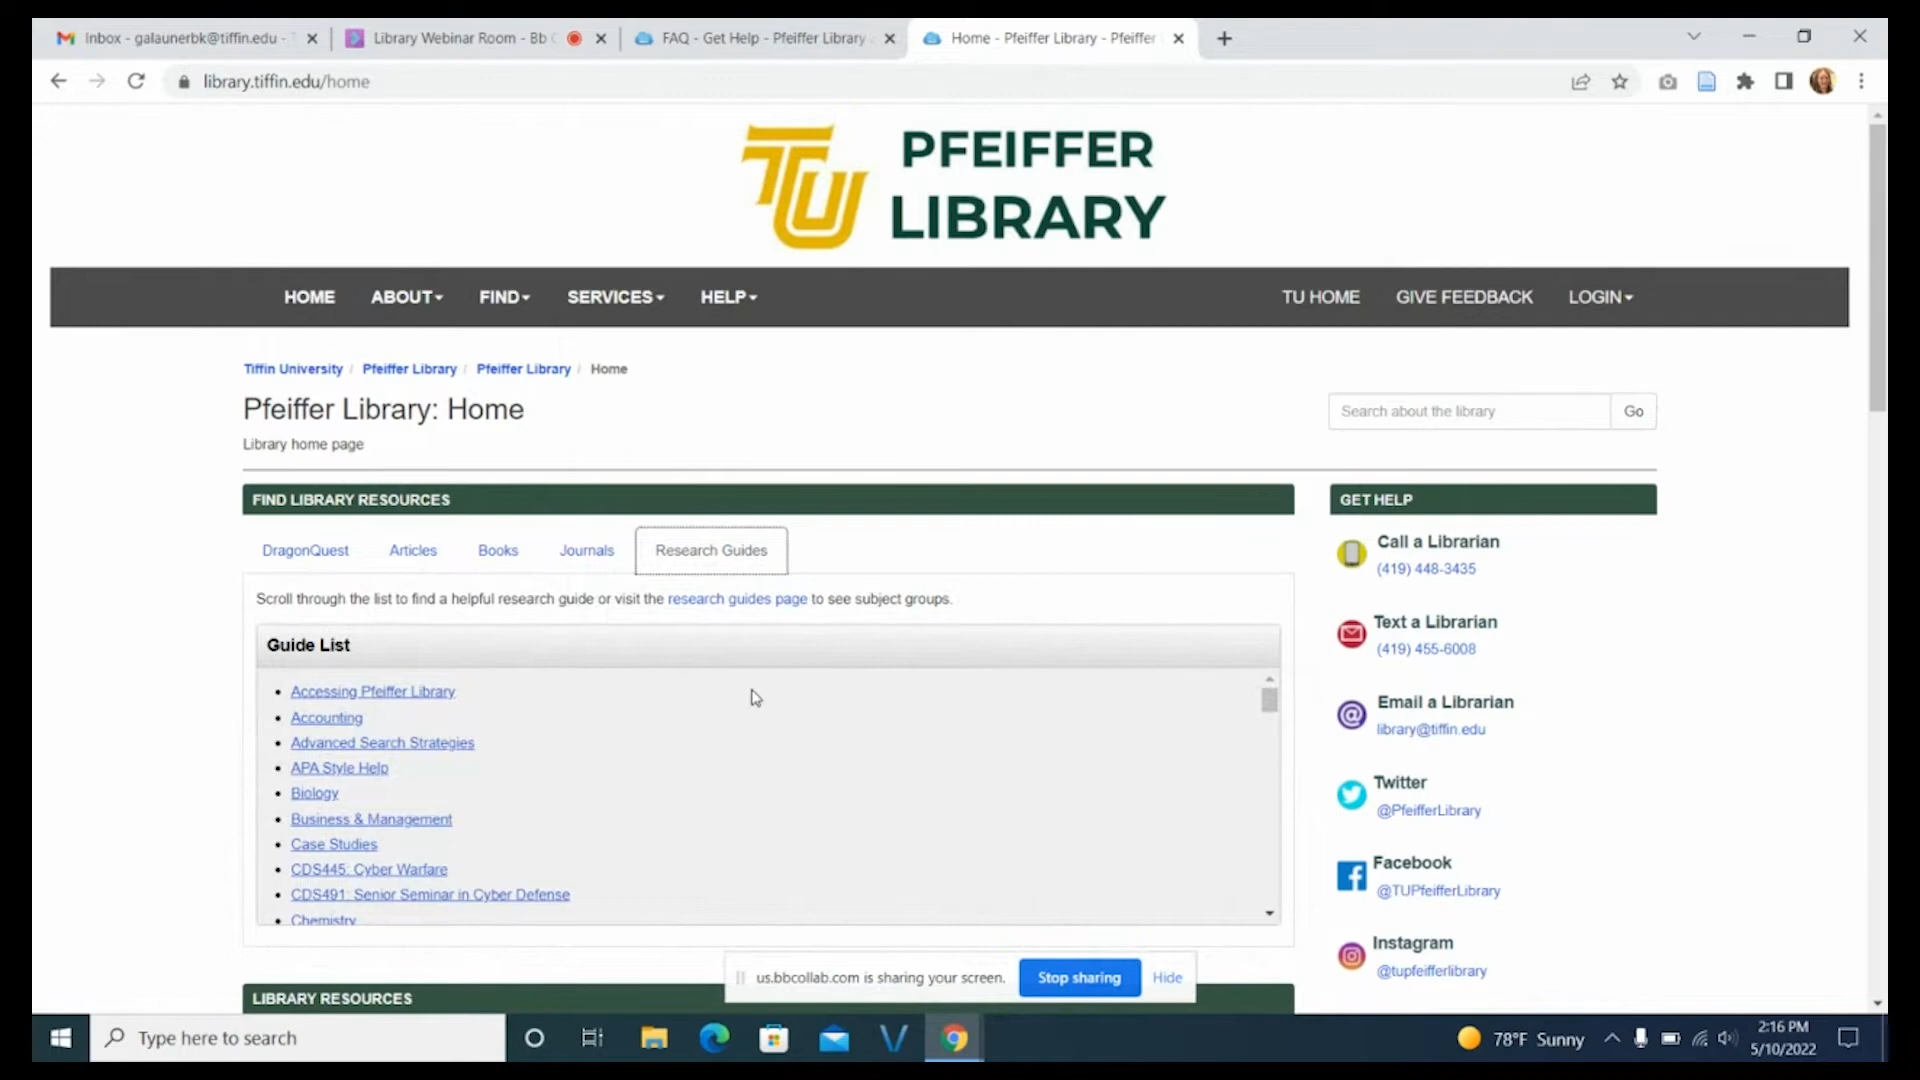 Inbox - galaunerbk@tiffin.edu -
Library Webinar Room - Bb
FAQ - Get Help - Pfeiffer Library
Home - Pfeiffer Library - Pfeiffer
library.tiffin.edu/home
TU PFEIFFER
LIBRARY
HOME ABOUT FIND SERVICES HELP TU HOME GIVE FEEDBACK LOGIN
Tiffin University / Pfeiffer Library / Pfeiffer Library / Home
Pfeiffer Library: Home
Search about the library Go
Library home page
FIND LIBRARY RESOURCES
DragonQuest Articles Books Journals Research Guides
Scroll through the list to find a helpful research guide or visit the research guides page to see subject groups.
Guide List
• Accessing Pfeiffer Library
• Accounting
• Advanced Search Strategies
• APA Style Help
• Biology
• Business & Management
• Case Studies
• CDS445: Cyber Warfare
• CDS491: Senior Seminar in Cyber Defense
• Chemistry
LIBRARY RESOURCES
GET HELP
Call a Librarian
(419) 448-3435
Text a Librarian
(419) 455-6008
Email a Librarian
library@tiffin.edu
Twitter
@PfeifferLibrary
Facebook
@TUPfeifferLibrary
Instagram
@tupfeifferlibrary
us.bbcollab.com is sharing your screen. Stop sharing Hide
Type here to search
78°F Sunny
2:16 PM
5/10/2022